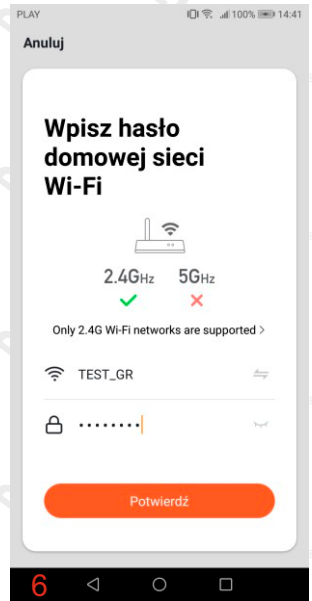 PLAY 100% 14:41
Anuluj
Wpisz hasło
domowej sieci
Wi-Fi
2.4GHz 5GHz
Only 2.4G Wi-Fi networks are supported >
TEST_GR
········
Potwierdź
6